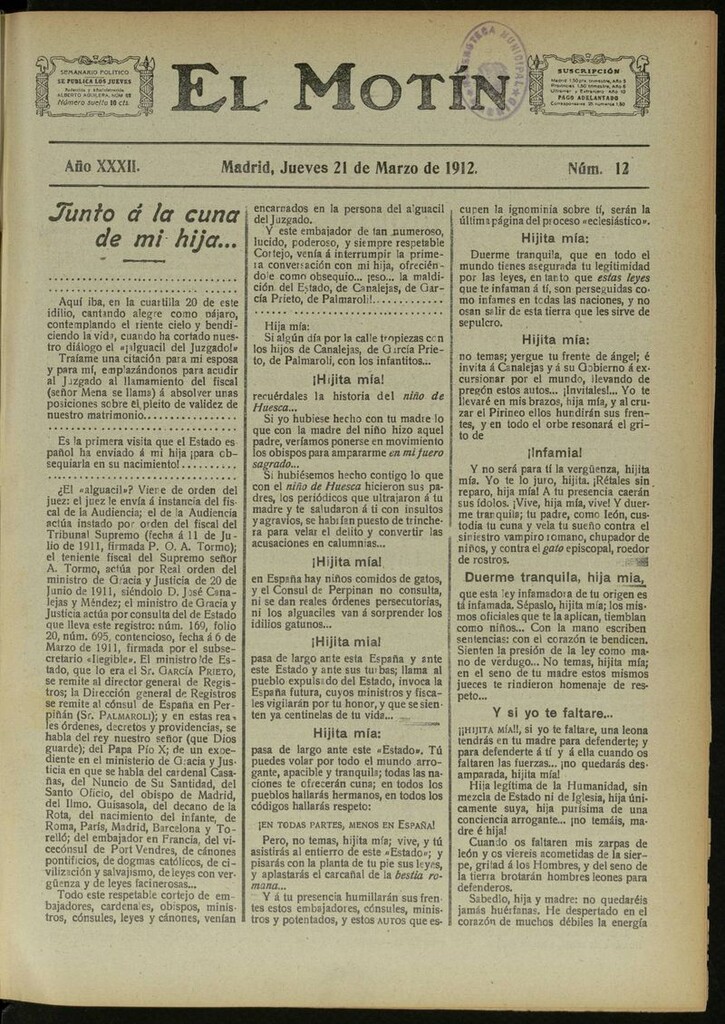 SEMANARIO POLITICO
SE PUBLICA LOS JUEVES
Redacción y Administración
ALBERTO AGUILERA, NÚM 52
Número suelto 10 cts.
EL MOTÍN
SUSCRIPCIÓN
PAGO ADELANTADO
Año XXXII.
Madrid, Jueves 21 de Marzo de 1912.
Núm. 12
Junto á la cuna
de mi hija...
Aquí iba, en la cuartilla 20 de este
idilio, cantando alegre como pájaro,
contemplando el riente cielo y bendi-
ciendo la vida, cuando ha cortado nues-
tro diálogo el «¡alguacil del Juzgado!»
Traíame una citación para mi esposa
y para mí, emplazándonos para acudir
al Juzgado al llamamiento del fiscal
(señor Mena se llama) á absolver unas
posiciones sobre el pleito de validez de
nuestro matrimonio...........
Es la primera visita que el Estado es-
pañol ha enviado á mi hija ¡para ob-
sequiarla en su nacimiento!..........
¿El «alguacil»? Viene de orden del
juez: el juez le envía á instancia del fis-
cal de la Audiencia; el de la Audiencia
actúa instado por orden del fiscal del
Tribunal Supremo (fecha 11 de Ju-
lio de 1911, firmada P. O. A. Tormo);
el teniente fiscal del Supremo señor
A. Tormo, actúa por Real orden del
ministro de Gracia y Justicia de 20 de
Junio de 1911, siéndolo D. José Cana-
lejas y Méndez; el ministro de Gracia y
Justicia actúa por consulta del de Estado
que lleva este registro: núm. 169, folio
20, núm. 695, contencioso, fecha 6 de
Marzo de 1911, firmada por el subse-
cretario «ilegible». El ministro de Es-
tado, que lo era el Sr. GARCÍA PRIETO,
se remite al director general de Regis-
tros; la Dirección general de Registros
se remite al cónsul de España en Per-
piñán (Sr. PALMAROLI); y en estas rea-
les órdenes, decretos y providencias, se
habla del rey nuestro señor (que Dios
guarde); del Papa Pío X; de un expe-
diente en el ministerio de Gracia y Jus-
ticia en que se habla del cardenal Casa-
ñas, del Nuncio de Su Santidad, del
Santo Oficio, del obispo de Madrid,
del Ilmo. Guisasola, del decano de la
Rota, del nacimiento del infante, de
Roma, París, Madrid, Barcelona y To-
relló; del embajador en Francia, del vi-
cecónsul de Port Vendres, de cánones
pontificios, de dogmas católicos, de ci-
vilización y salvajismo, de leyes con ver-
güenza y de leyes facinerosas...
Todo este respetable cortejo de em-
bajadores, cardenales, obispos, minis-
tros, cónsules, leyes y cánones, venían
encarnados en la persona del alguacil
del Juzgado.
Y este embajador de tan numeroso,
lucido, poderoso, y siempre respetable
Cortejo, venía á interrumpir la prime-
ra conversación con mi hija, ofrecién-
dole como obsequio... ¡eso... la maldi-
ción del Estado, de Canalejas, de Gar-
cía Prieto, de Palmaroli!...........
Hija mía:
Si algún día por la calle tropiezas con
los hijos de Canalejas, de García Prie-
to, de Palmaroli, con los infantitos...
¡Hijita mía!
recuérdales la historia del niño de
Huesca...
Si yo hubiese hecho con tu madre lo
que con la madre del niño hizo aquel
padre, veríamos ponerse en movimiento
los obispos para ampararme en mi fuero
sagrado...
Si hubiésemos hecho contigo lo que
con el niño de Huesca hicieron sus pa-
dres, los periódicos que ultrajaron á tu
madre y te saludaron á ti con insultos
y agravios, se habían puesto de trinche-
ra para velar el delito y convertir las
acusaciones en calumnias...
¡Hijita mía!
en España hay niños comidos de gatos,
y el Consul de Perpinan no consulta,
ni se dan reales órdenes persecutorias,
ni los alguaciles van á sorprender los
idilios gatunos...
¡Hijita mía!
pasa de largo ante esta España y ante
este Estado y ante sus turbas; llama al
pueblo expulso del Estado, invoca la
España futura, cuyos ministros y fisca-
les vigilarán por tu honor, y que se sien-
ten ya centinelas de tu vida...
Hijita mía:
pasa de largo ante este «Estado». Tú
puedes volar por todo el mundo arro-
gante, apacible y tranquila; todas las na-
ciones te ofrecerán cuna; en todos los
pueblos hallarás hermanos, en todos los
códigos hallarás respeto:
¡EN TODAS PARTES, MENOS EN ESPAÑA!
Pero, no temas, hijita mía; vive, y tú
asistirás al entierro de este «Estado»; y
pisarás con la planta de tu pie sus leyes,
y aplastarás el carcañal de la bestia ro-
mana...
Y á tu presencia humillarán sus fren-
tes estos embajadores, cónsules, minis-
tros y potentados, y estos AUTOS que es-
cupen la ignominia sobre tí, serán la
última página del proceso «eclesiástico».
Hijita mía:
Duerme tranquila, que en todo el
mundo tienes asegurada tu legitimidad
por las leyes, en tanto que estas leyes
que te infaman á tí, son perseguidas co-
mo infames en todas las naciones, y no
osan salir de esta tierra que les sirve de
sepulcro.
Hijita mía:
no temas; yergue tu frente de ángel; é
invita á Canalejas y á su Gobierno á ex-
cursionar por el mundo, llevando de
pregón estos autos... ¡Invítales!... Yo te
llevaré en mis brazos, hija mía, y al cru-
zar el Pirineo ellos hundirán sus fren-
tes, y en todo el orbe resonará el gri-
to de
¡Infamia!
Y no será para ti la vergüenza, hijita
mía. Yo te lo juro, hijita. ¡Rétales sin
reparo, hija mía! A tu presencia caerán
sus ídolos. ¡Vive, hija mía, vive! Y duer-
me tranquila; tu padre, como león, cus-
todia tu cuna y vela tu sueño contra el
siniestro vampiro romano, chupador de
niños, y contra el gato episcopal, roedor
de rostros.
Duerme tranquila, hija mía,
que esta ley infamadora de tu origen es-
tá infamada. Sépaslo, hijita mía; los mis-
mos oficiales que te la aplican, tiemblan
como niños... Con la mano escriben
sentencias: con el corazón te bendicen.
Sienten la presión de la ley como ma-
no de verdugo... No temas, hijita mía;
en el seno de tu madre estos mismos
jueces te rindieron homenaje de res-
peto...
Y si yo te faltare...
¡¡HIJITA MÍA!!, si yo te faltare, una leona
tendrás en tu madre para defenderte; y
para defenderte á tí y á ella cuando os
faltaren las fuerzas... ¡no quedarás des-
amparada, hijita mía!
Hija legítima de la Humanidad, sin
mezcla de Estado ni de Iglesia, hija úni-
camente suya, hija purísima de una
conciencia arrogante... ¡no temáis, ma-
dre é hija!
Cuando os faltaren mis zarpas de
león y os viereis acometidas de la sier-
pe, gritad á los Hombres, y del seno de
la tierra brotarán hombres leones para
defenderos.
Sabedlo, hija y madre: no quedaréis
jamás huérfanas. He despertado en el
corazón de muchos débiles la energía